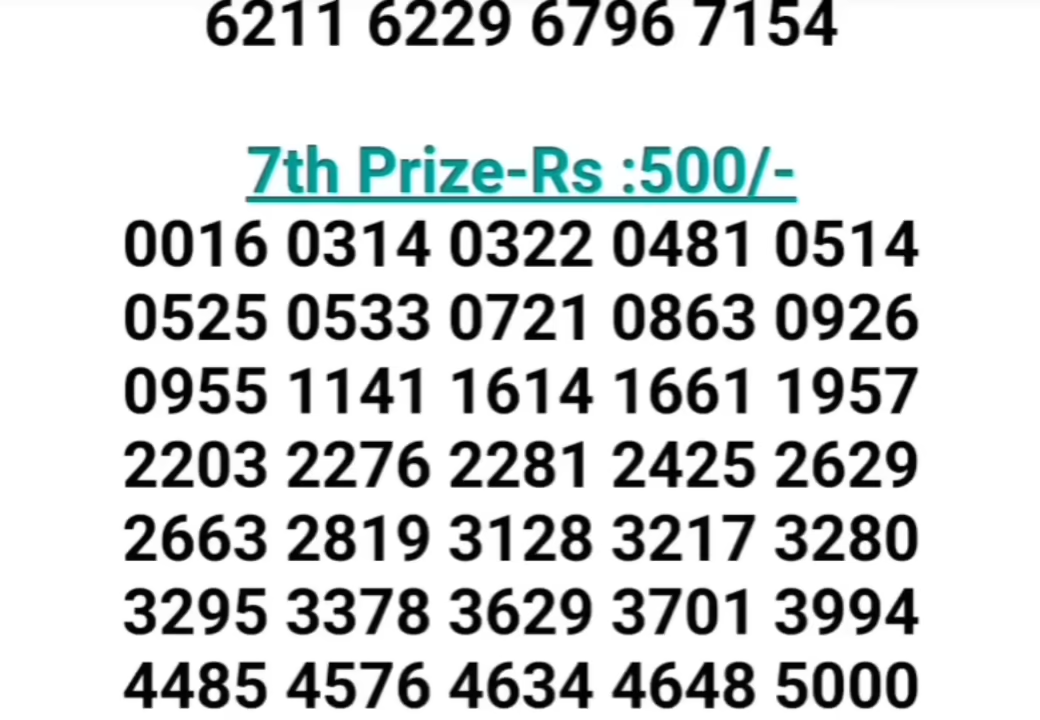 6211 6229 6796 7154
7th Prize-Rs :500/-
0016 0314 0322 0481 0514
0525 0533 0721 0863 0926
0955 1141 1614 1661 1957
2203 2276 2281 2425 2629
2663 2819 3128 3217 3280
3295 3378 3629 3701 3994
4485 4576 4634 4648 5000